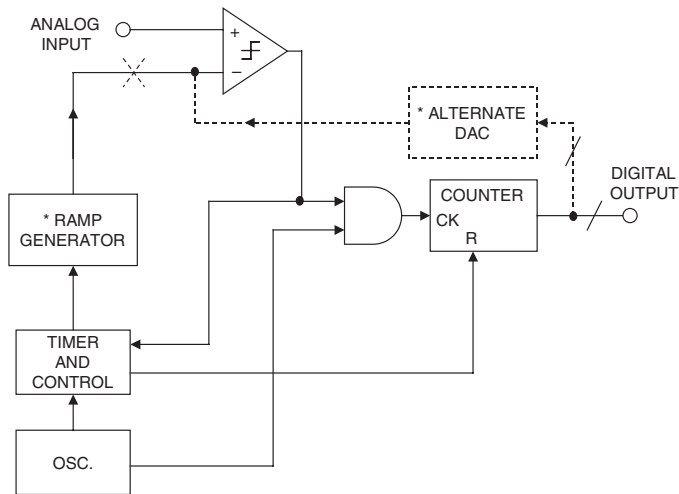 ANALOG
INPUT
+
−
* ALTERNATE
DAC
DIGITAL
OUTPUT
* RAMP
GENERATOR
COUNTER
CK
R
TIMER
AND
CONTROL
OSC.